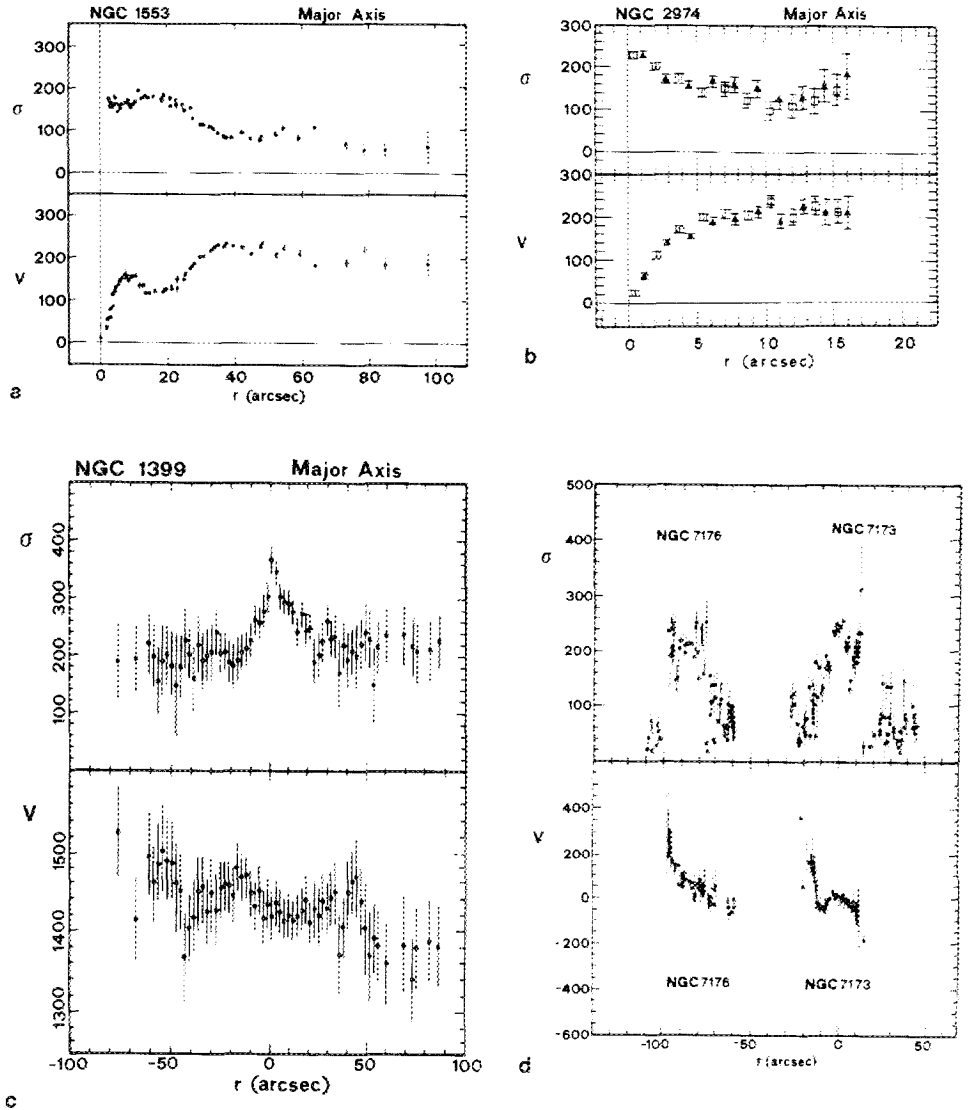 NGC 1553 Major Axis
300
σ
200
100
0
300
200
V
100
0
0 20 40 60 80 100
r (arcsec)
a
NGC 2974 Major Axis
300
σ
200
100
0
300
200
V
100
0
0 5 10 15 20
r (arcsec)
b
NGC 1399 Major Axis
σ
400
300
200
100
V
1500
1400
1300
-100 -50 0 50 100
r (arcsec)
c
500
NGC 7176 NGC 7173
σ
400
300
200
100
V
400
200
0
-200
-400
-600
NGC 7176 NGC 7173
-100 -50 0 50
r (arcsec)
d